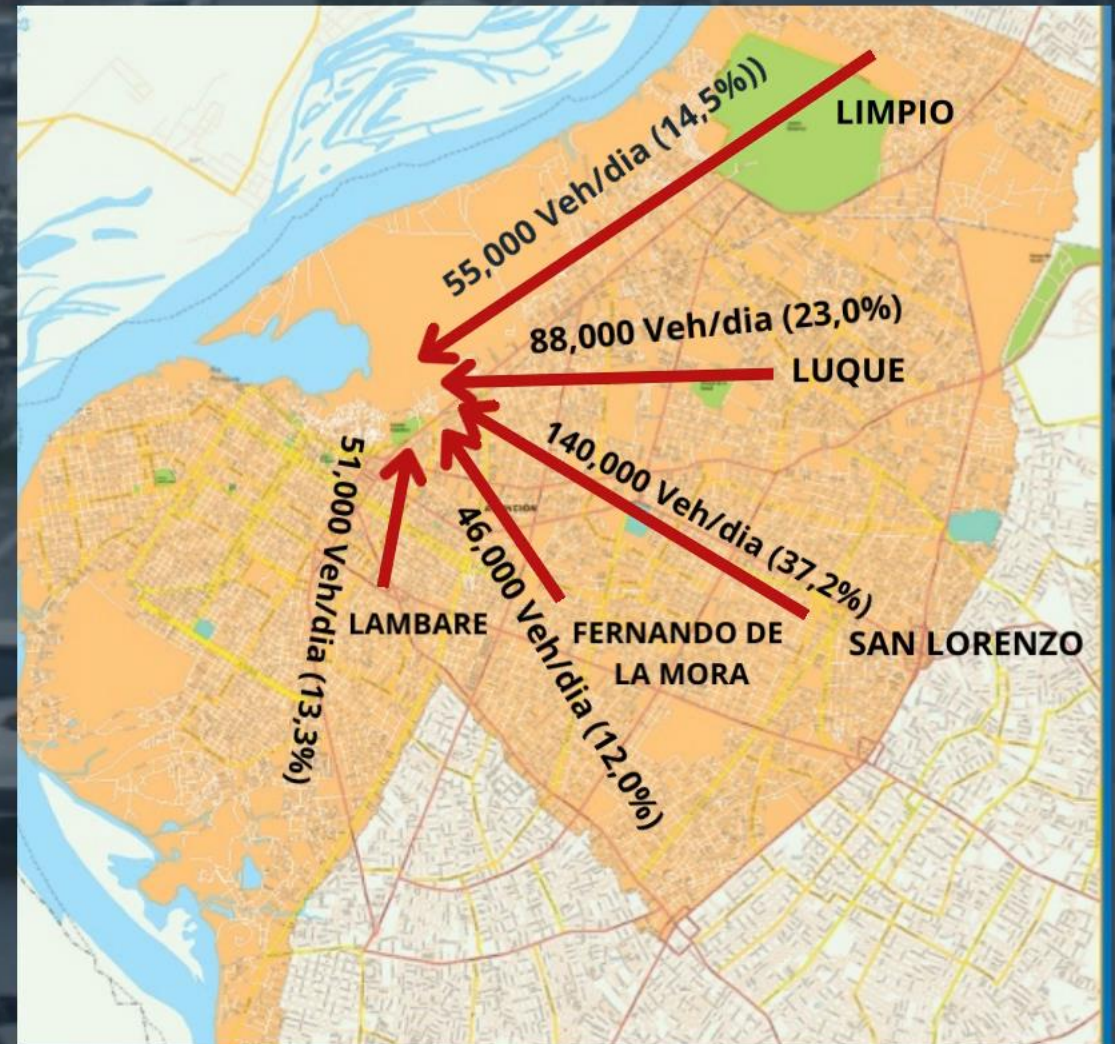 55,000 Veh/dia (14,5%))
LIMPIO
88,000 Veh/dia (23,0%)
LUQUE
140,000 Veh/dia (37,2%)
SAN LORENZO
46,000 Veh/dia (12,0%)
FERNANDO DE
LA MORA
51,000 Veh/dia (13,3%)
LAMBARE